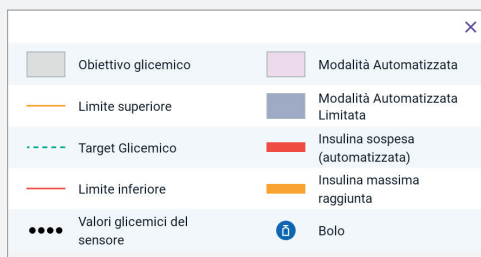 Obiettivo glicemico
Modalità Automatizzata
Limite superiore
Modalità Automatizzata
Limitata
Target Glicemico
Insulina sospesa
(automatizzata)
Limite inferiore
Insulina massima
raggiunta
Valori glicemici del
sensore
Bolo